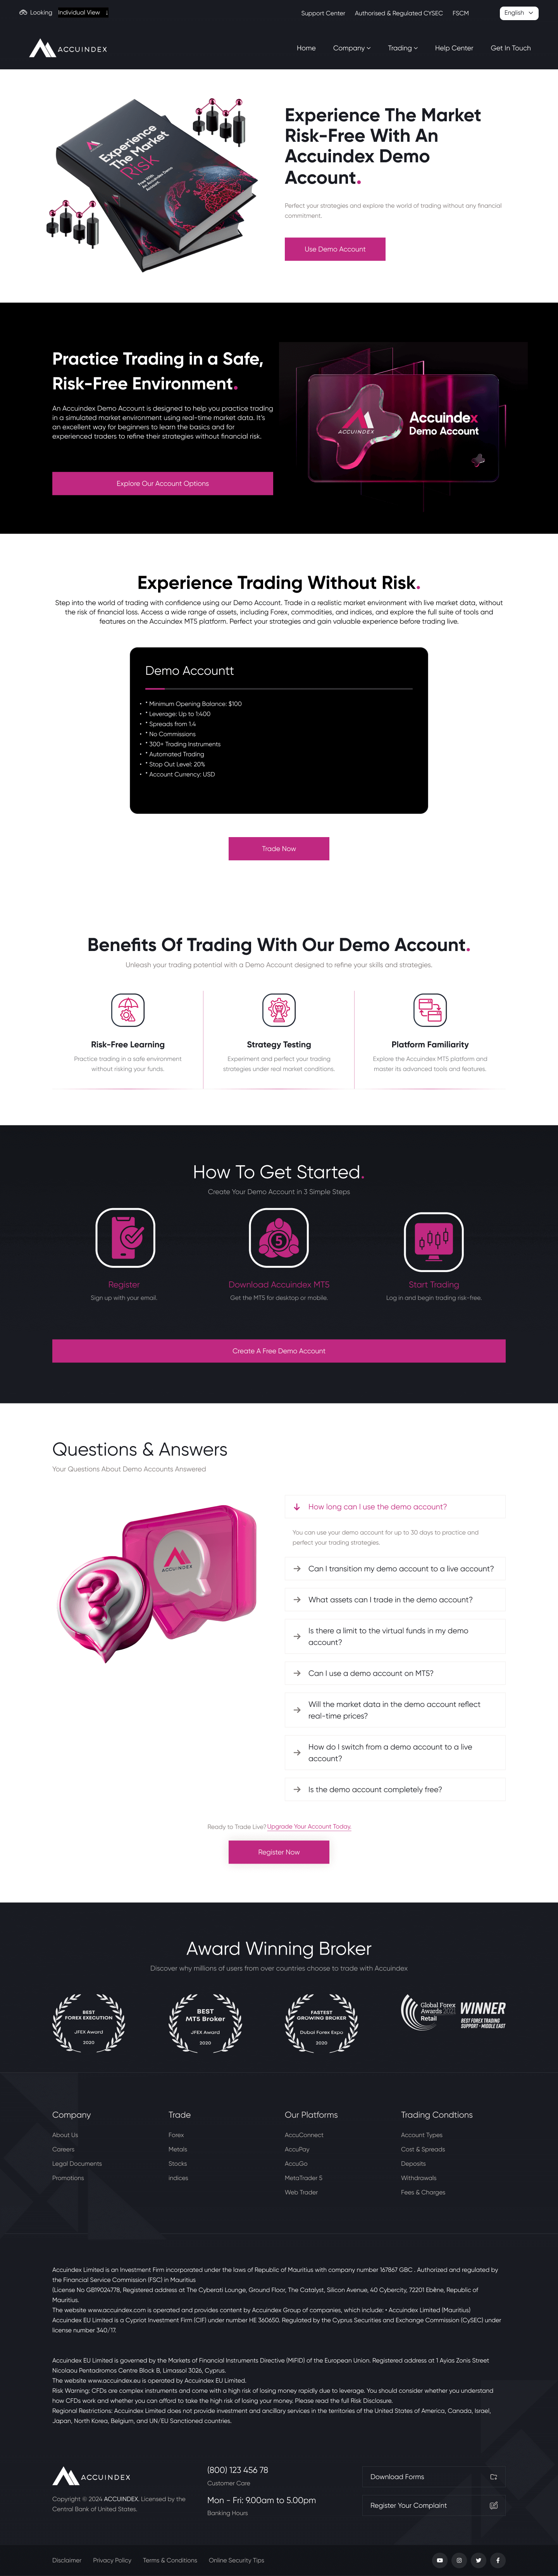 Looking Individual View ↓
Support Center Authorised & Regulated CYSEC FSCM English
ACCUINDEX
Home Company Trading Help Center Get In Touch
Experience
The Market
Risk
Experience The Market
Risk-Free With An
Accuindex Demo
Account.
Perfect your strategies and explore the world of trading without any financial
commitment.
Use Demo Account
Practice Trading in a Safe,
Risk-Free Environment.
An Accuindex Demo Account is designed to help you practice trading
in a simulated market environment using real-time market data. It's
an excellent way for beginners to learn the basics and for
experienced traders to refine their strategies without financial risk.
Explore Our Account Options
ACCUINDEX
Accuindex
Demo Account
Experience Trading Without Risk.
Step into the world of trading with confidence using our Demo Account. Trade in a realistic market environment with live market data, without
the risk of financial loss. Access a wide range of assets, including Forex, commodities, and indices, and explore the full suite of tools and
features on the Accuindex MT5 platform. Perfect your strategies and gain valuable experience before trading live.
Demo Accountt
• * Minimum Opening Balance: $100
• * Leverage: Up to 1:400
• * Spreads from 1.4
• * No Commissions
• * 300+ Trading Instruments
• * Automated Trading
• * Stop Out Level: 20%
• * Account Currency: USD
Trade Now
Benefits Of Trading With Our Demo Account.
Unleash your trading potential with a Demo Account designed to refine your skills and strategies.
Risk-Free Learning
Practice trading in a safe environment
without risking your funds.
Strategy Testing
Experiment and perfect your trading
strategies under real market conditions.
Platform Familiarity
Explore the Accuindex MT5 platform and
master its advanced tools and features.
How To Get Started.
Create Your Demo Account in 3 Simple Steps
5
Register
Sign up with your email.
Download Accuindex MT5
Get the MT5 for desktop or mobile.
Start Trading
Log in and begin trading risk-free.
Create A Free Demo Account
Questions & Answers
Your Questions About Demo Accounts Answered
ACCUINDEX
?
How long can I use the demo account?
You can use your demo account for up to 30 days to practice and
perfect your trading strategies.
Can I transition my demo account to a live account?
What assets can I trade in the demo account?
Is there a limit to the virtual funds in my demo
account?
Can I use a demo account on MT5?
Will the market data in the demo account reflect
real-time prices?
How do I switch from a demo account to a live
account?
Is the demo account completely free?
Ready to Trade Live? Upgrade Your Account Today.
Register Now
Award Winning Broker
Discover why millions of users from over countries choose to trade with Accuindex
BEST
FOREX EXECUTION
JFEX Award
2020
BEST
MT5 Broker
JFEX Award
2020
FASTEST
GROWING BROKER
Dubai Forex Expo
2020
Global Forex
Awards
Retail
WINNER
BEST FOREX TRADING
SUPPORT - MIDDLE EAST
Company
About Us
Careers
Legal Documents
Promotions
Trade
Forex
Metals
Stocks
indices
Our Platforms
AccuConnect
AccuPay
AccuGo
MetaTrader 5
Web Trader
Trading Condtions
Account Types
Cost & Spreads
Deposits
Withdrawals
Fees & Charges
Accuindex Limited is an Investment Firm incorporated under the laws of Republic of Mauritius with company number 167867 GBC . Authorized and regulated by
the Financial Service Commission (FSC) in Mauritius
(License No GB19024778, Registered address at The Cyberati Lounge, Ground Floor, The Catalyst, Silicon Avenue, 40 Cybercity, 72201 Ebène, Republic of
Mauritius.
The website www.accuindex.com is operated and provides content by Accuindex Group of companies, which include: • Accuindex Limited (Mauritius)
Accuindex EU Limited is a Cypriot Investment Firm (CIF) under number HE 360650. Regulated by the Cyprus Securities and Exchange Commission (CySEC) under
license number 340/17.
Accuindex EU Limited is governed by the Markets of Financial Instruments Directive (MiFID) of the European Union. Registered address at 1 Ayias Zonis Street
Nicolaou Pentadromos Centre Block B, Limassol 3026, Cyprus.
The website www.accuindex.eu is operated by Accuindex EU Limited.
Risk Warning: CFDs are complex instruments and come with a high risk of losing money rapidly due to leverage. You should consider whether you understand
how CFDs work and whether you can afford to take the high risk of losing your money. Please read the full Risk Disclosure.
Regional Restrictions: Accuindex Limited does not provide investment and ancillary services in the territories of the United States of America, Canada, Israel,
Japan, North Korea, Belgium, and UN/EU Sanctioned countries.
ACCUINDEX
Copyright © 2024 ACCUINDEX. Licensed by the
Central Bank of United States.
(800) 123 456 78
Customer Care
Mon - Fri: 9.00am to 5.00pm
Banking Hours
Download Forms
Register Your Complaint
Disclaimer Privacy Policy Terms & Conditions Online Security Tips